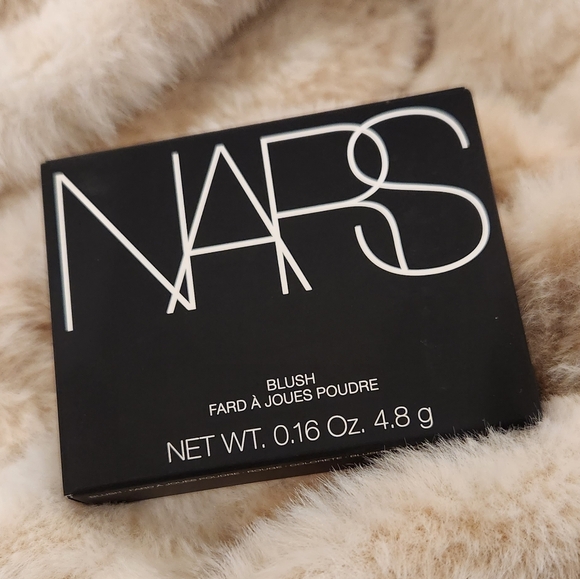 NARS
BLUSH
FARD À JOUES POUDRE
NET WT. 0.16 Oz. 4.8 g